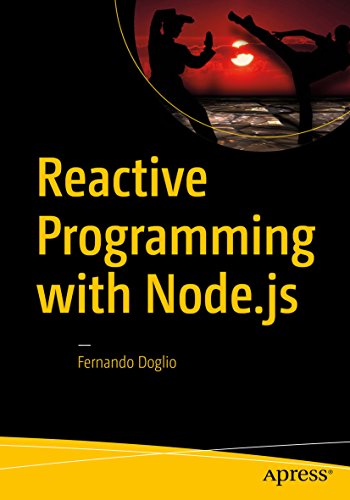 Reactive
Programming
with Node.js
—
Fernando Doglio
Apress®